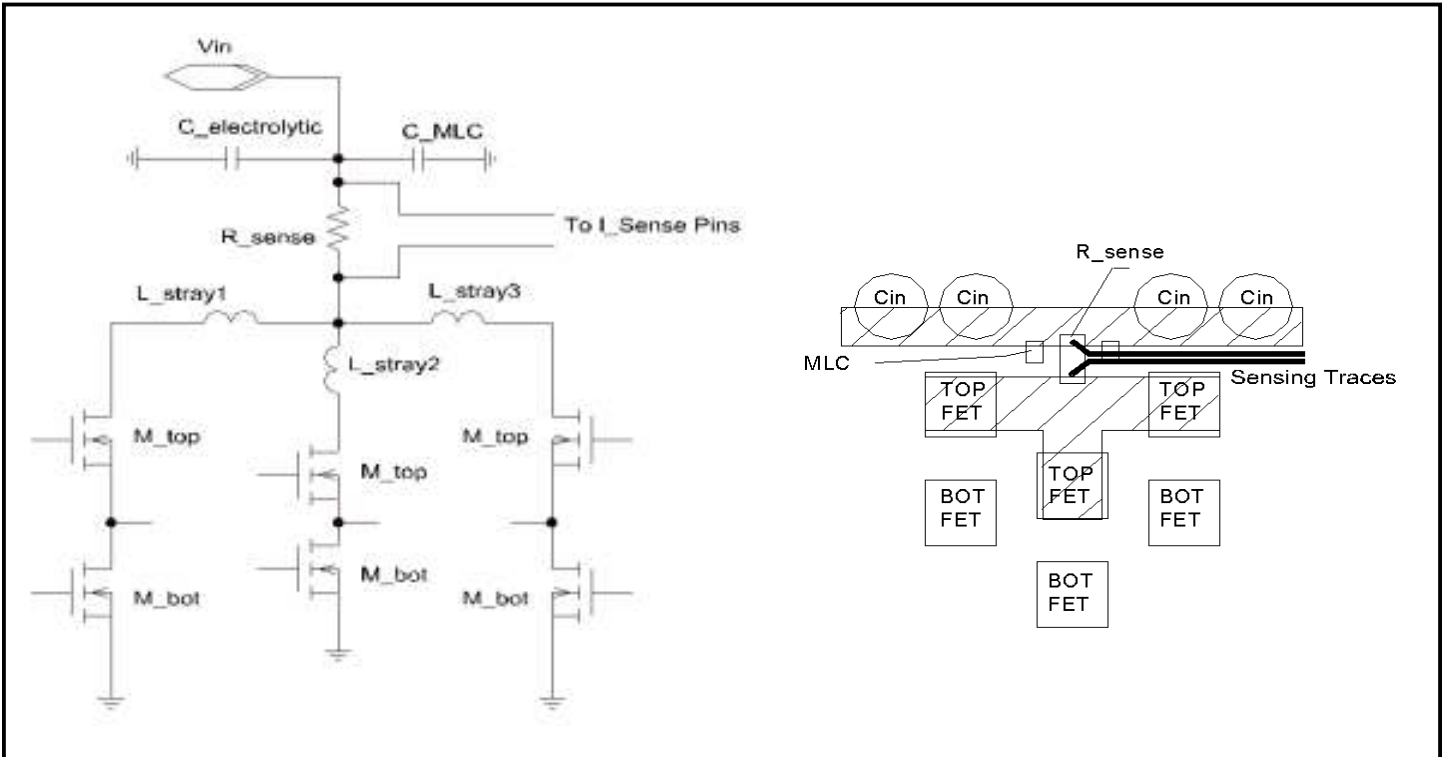 Vin
C_electrolytic
C_MLC
To I_Sense Pins
R_sense
L_stray1
L_stray3
L_stray2
M_top
M_top
M_top
M_bot
M_bot
M_bot
R_sense
Cin
Cin
Cin
Cin
MLC
Sensing Traces
TOP
FET
TOP
FET
TOP
FET
BOT
FET
BOT
FET
BOT
FET